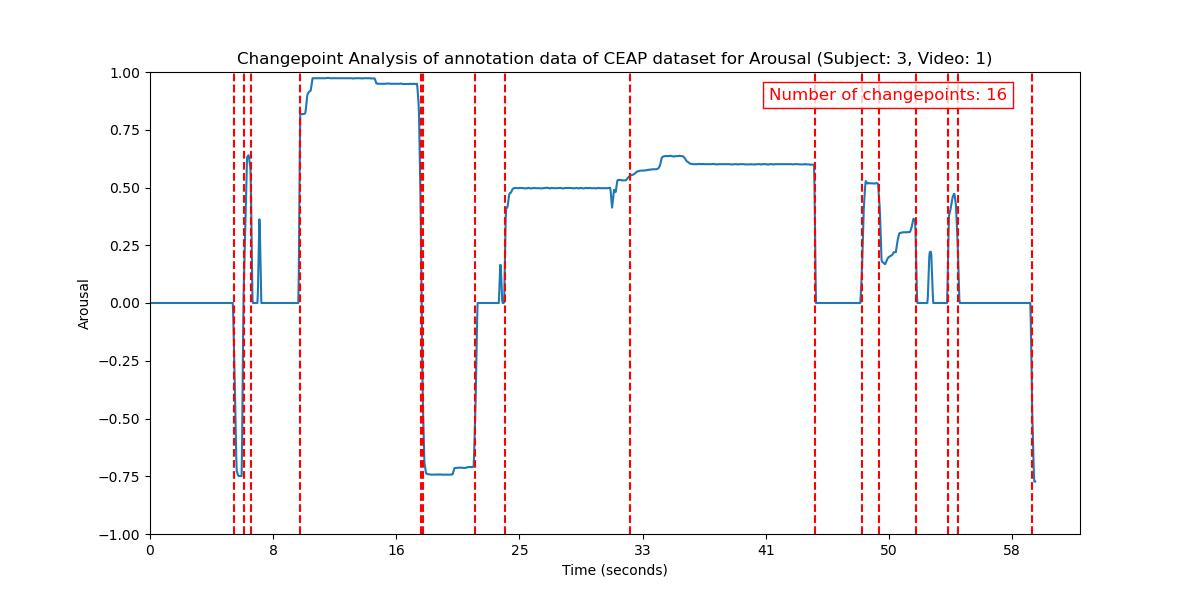 Changepoint Analysis of annotation data of CEAP dataset for Arousal (Subject: 3, Video: 1)
Number of changepoints: 16
1.00
0.75
0.50
0.25
0.00
−0.25
−0.50
−0.75
−1.00
Arousal
0 8 16 25 33 41 50 58
Time (seconds)